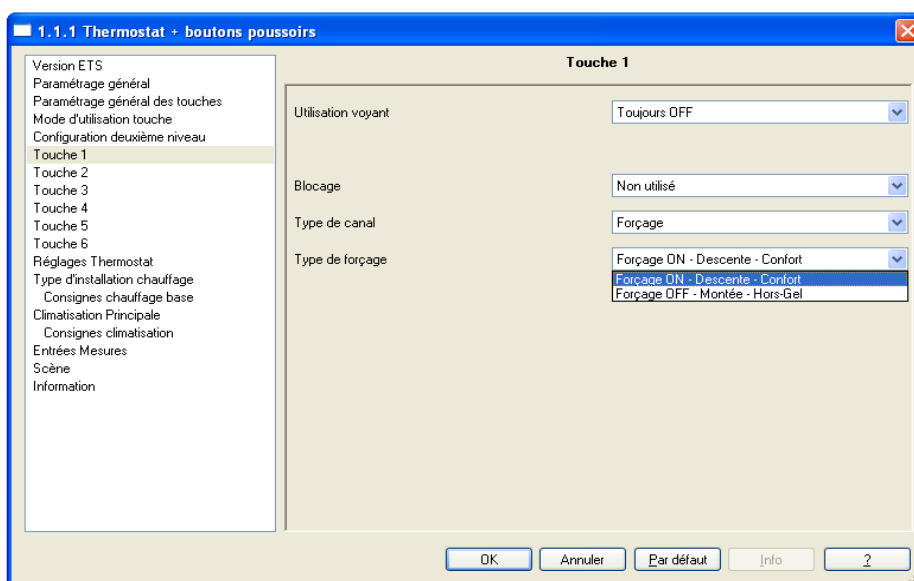 1.1.1 Thermostat + boutons poussoirs
Version ETS
Paramétrage général
Paramétrage général des touches
Mode d'utilisation touche
Configuration deuxième niveau
Touche 1
Touche 2
Touche 3
Touche 4
Touche 5
Touche 6
Réglages Thermostat
Type d'installation chauffage
Consignes chauffage base
Climatisation Principale
Consignes climatisation
Entrées Mesures
Scène
Information
Touche 1
Utilisation voyant Toujours OFF
Blocage Non utilisé
Type de canal Forçage
Type de forçage Forçage ON - Descente - Confort
Forçage ON - Descente - Confort
Forçage OFF - Montée - Hors-Gel
OK Annuler Par défaut Info ?